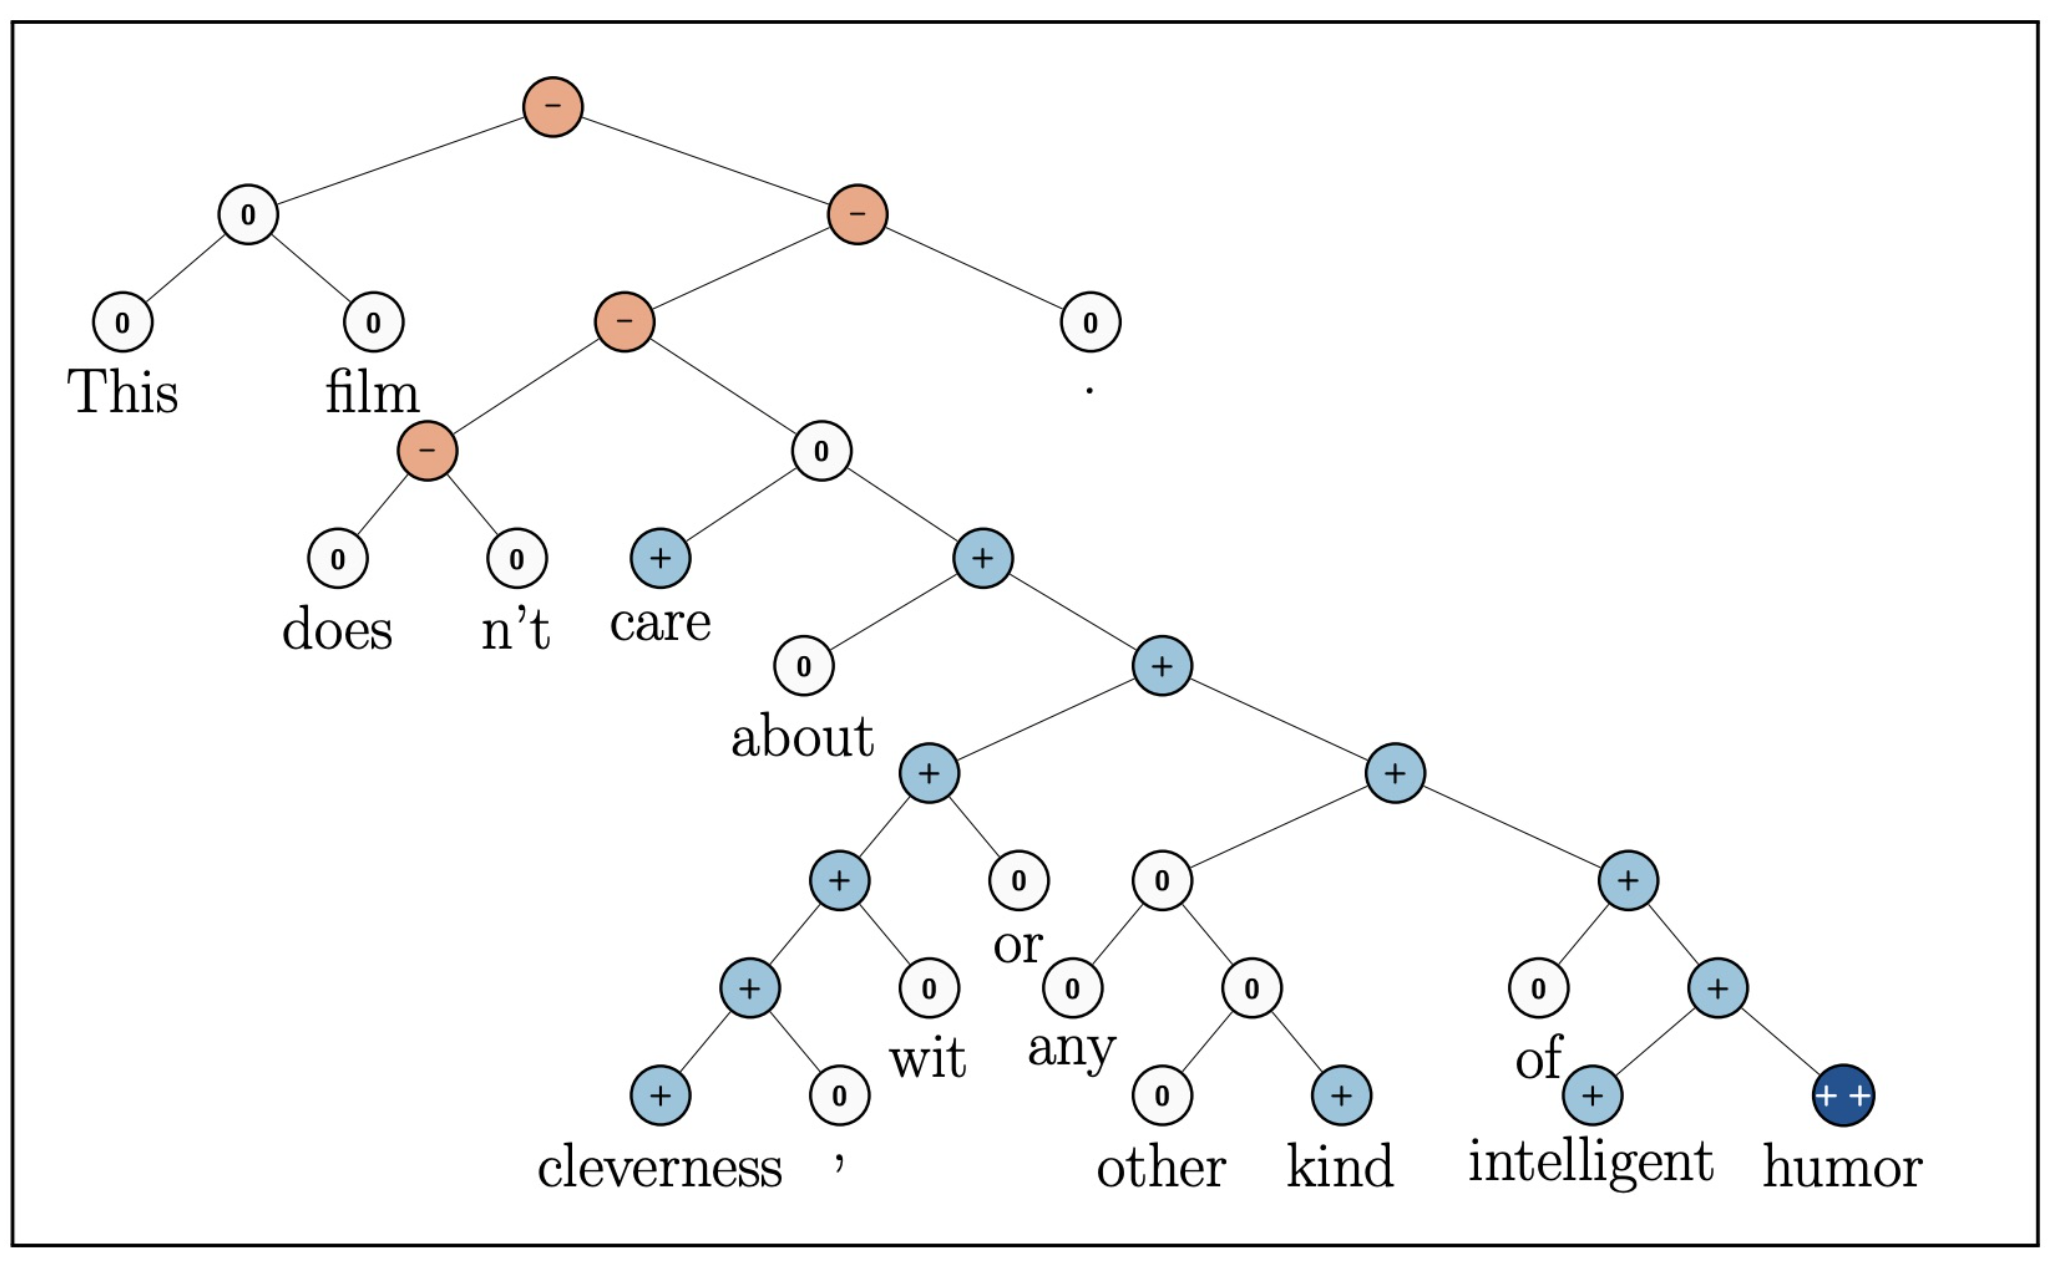 −
0 −
0 0 − 0
This film .
− 0
0 0 + +
does n't care
0 +
about
+ +
+ 0 0 +
or
+ 0 0 0 0 +
wit any of
+ 0 0 + + ++
cleverness , other kind intelligent humor